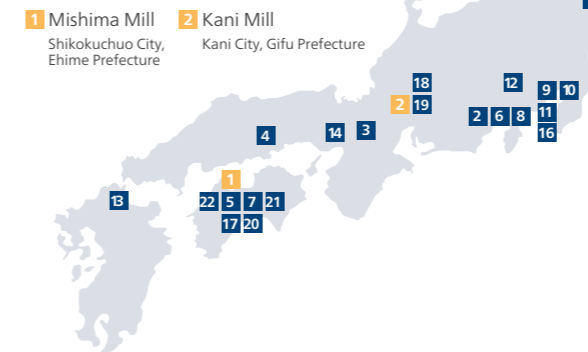 1 Mishima Mill
Shikokuchuo City,
Ehime Prefecture
2 Kani Mill
Kani City, Gifu Prefecture
18
12
9 10
2 19
2 6 8 11
16
4
14 3
1
13
22 5 7 21
17 20